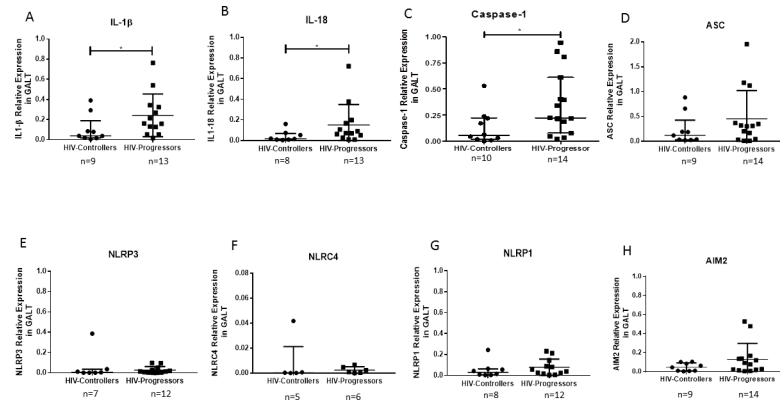 A
IL-1β
*
IL1-β Relative Expression
in GALT
1.0
0.8
0.6
0.4
0.2
0.0
HIV-Controllers HIV-Progressors
n=9 n=13
B
IL-18
*
IL1-18 Relative Expression
in GALT
1.0
0.8
0.6
0.4
0.2
0.0
HIV-Controllers HIV-Progressors
n=8 n=13
C
Caspase-1
*
Caspase-1 Relative Expression
in GALT
1.00
0.75
0.50
0.25
0.00
HIV-Controllers HIV-Progressor
n=10 n=14
D
ASC
ASC Relative Expression
in GALT
2.0
1.5
1.0
0.5
0.0
HIV-Controllers HIV-Progressors
n=9 n=14
E
NLRP3
NLRP3 Relative Expression
in GALT
1.0
0.8
0.6
0.4
0.2
0.0
HIV-Controllers HIV-Progressors
n=7 n=12
F
NLRC4
NLRC4 Relative Expression
in GALT
0.08
0.06
0.04
0.02
0.00
HIV-Controllers HIV-Progressors
n=5 n=6
G
NLRP1
NLRP1 Relative Expression
in GALT
1.0
0.8
0.6
0.4
0.2
0.0
HIV-Controllers HIV-Progressors
n=8 n=12
H
AIM2
AIM2 Relative Expression
in GALT
1.0
0.8
0.6
0.4
0.2
0.0
HIV-Controllers HIV-Progressors
n=9 n=14